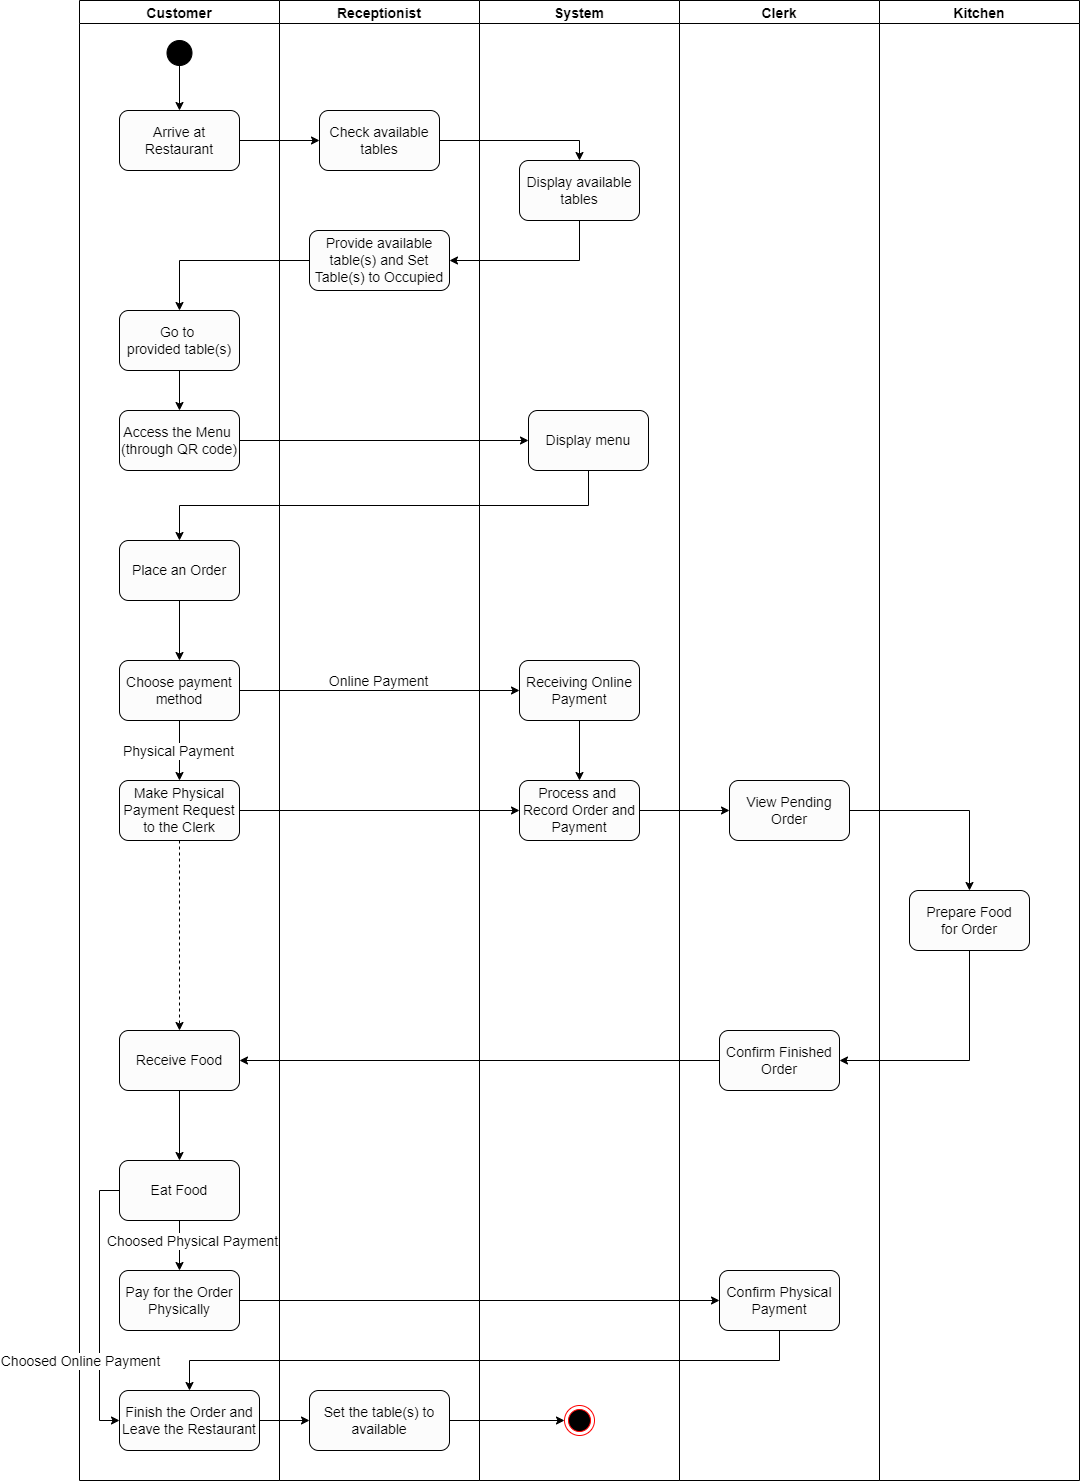 Customer
Receptionist
System
Clerk
Kitchen
Arrive at
Restaurant
Check available
tables
Display available
tables
Provide available
table(s) and Set
Table(s) to Occupied
Go to
provided table(s)
Access the Menu
(through QR code)
Display menu
Place an Order
Choose payment
method
Online Payment
Receiving Online
Payment
Physical Payment
Make Physical
Payment Request
to the Clerk
Process and
Record Order and
Payment
View Pending
Order
Prepare Food
for Order
Receive Food
Confirm Finished
Order
Eat Food
Choosed Physical Payment
Pay for the Order
Physically
Confirm Physical
Payment
Choosed Online Payment
Finish the Order and
Leave the Restaurant
Set the table(s) to
available